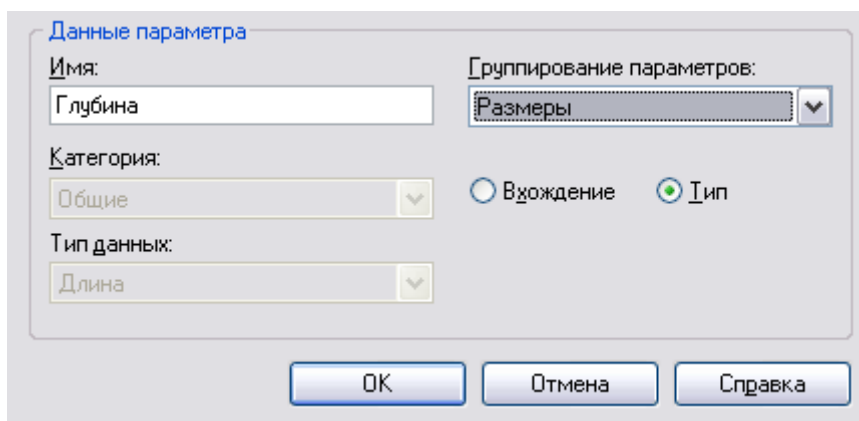 Данные параметра
Имя:
Глубина
Группирование параметров:
Размеры
Категория:
Общие
Вхождение
Тип
Тип данных:
Длина
OK
Отмена
Справка